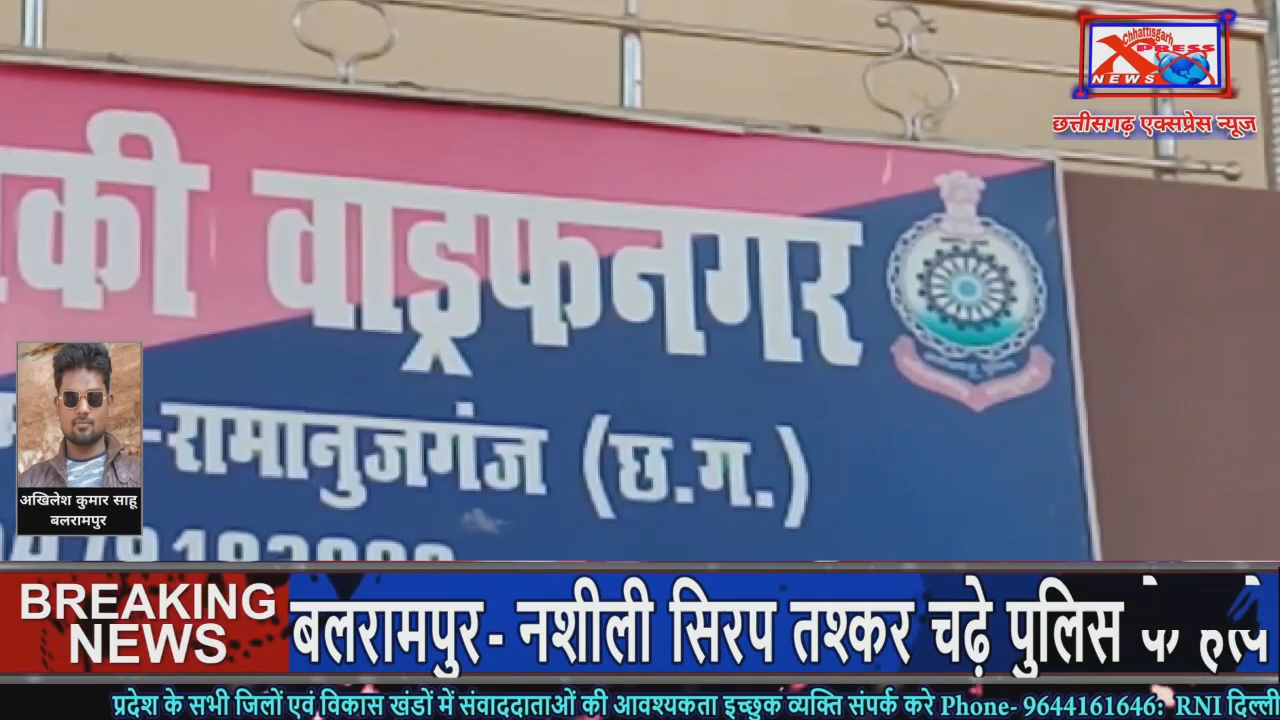 Chhattisgarh
XPRESS
NEWS
छत्तीसगढ़ एक्सप्रेस न्यूज
की वाड्रफनगर
-रामानुजगंज (छ.ग.)
अखिलेश कुमार साहू
बलरामपुर
BREAKING
NEWS
बलरामपुर- नशीली सिरप तश्कर चढ़े पुलिस के हत्थे
प्रदेश के सभी जिलों एवं विकास खंडों में संवाददाताओं की आवश्यकता इच्छुक व्यक्ति संपर्क करे Phone- 9644161646: RNI दिल्ली